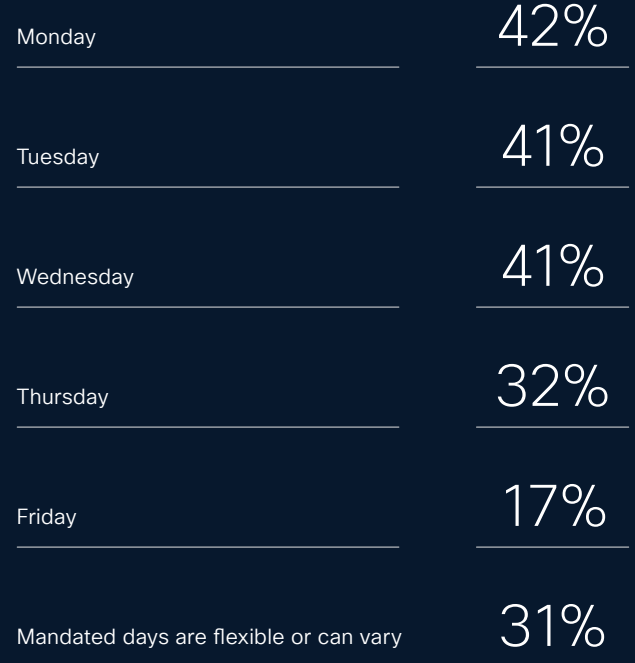 Monday 42%
Tuesday 41%
Wednesday 41%
Thursday 32%
Friday 17%
Mandated days are flexible or can vary 31%